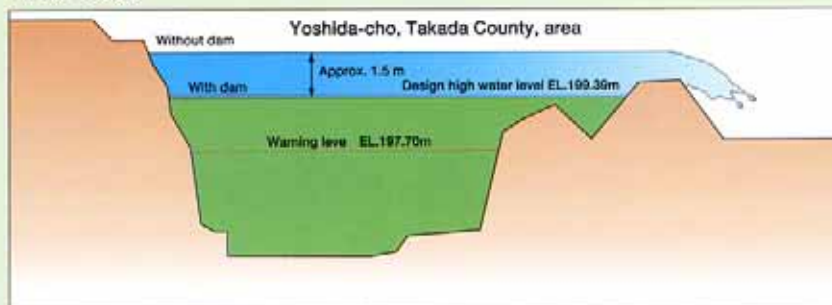 Without dam
Yoshida-cho, Takada County, area
Approx. 1.5 m
With dam
Design high water level EL.199.39m
Warning leve EL.197.70m